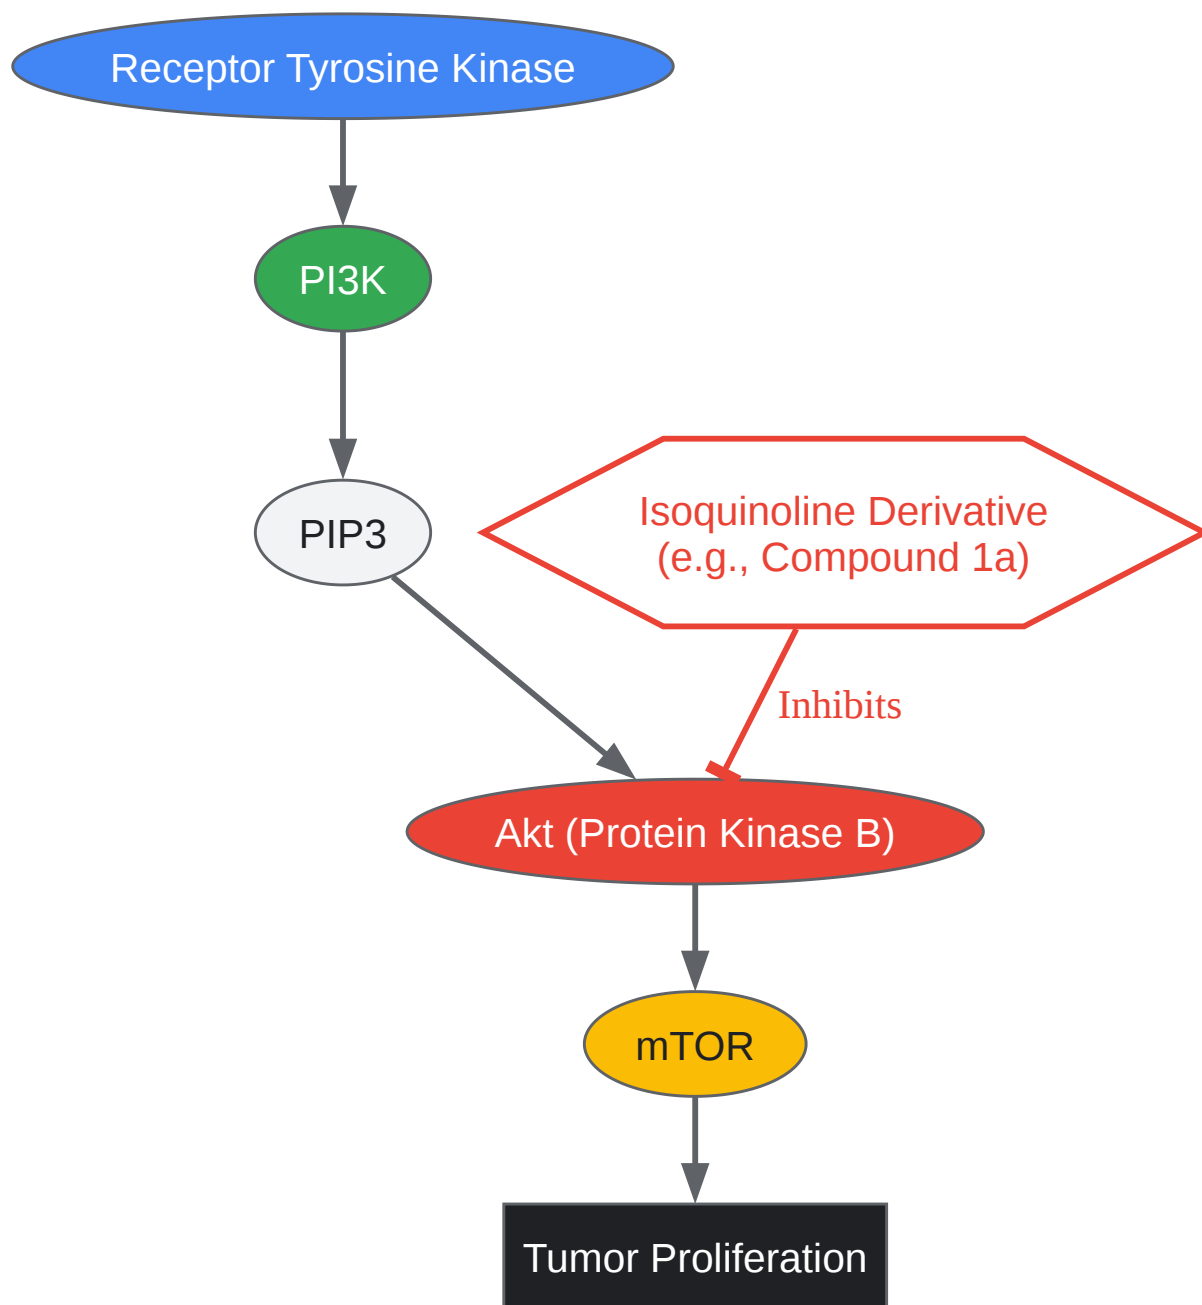 Receptor Tyrosine Kinase
PI3K
PIP3
Isoquinoline Derivative
(e.g., Compound 1a)
Inhibits
Akt (Protein Kinase B)
mTOR
Tumor Proliferation